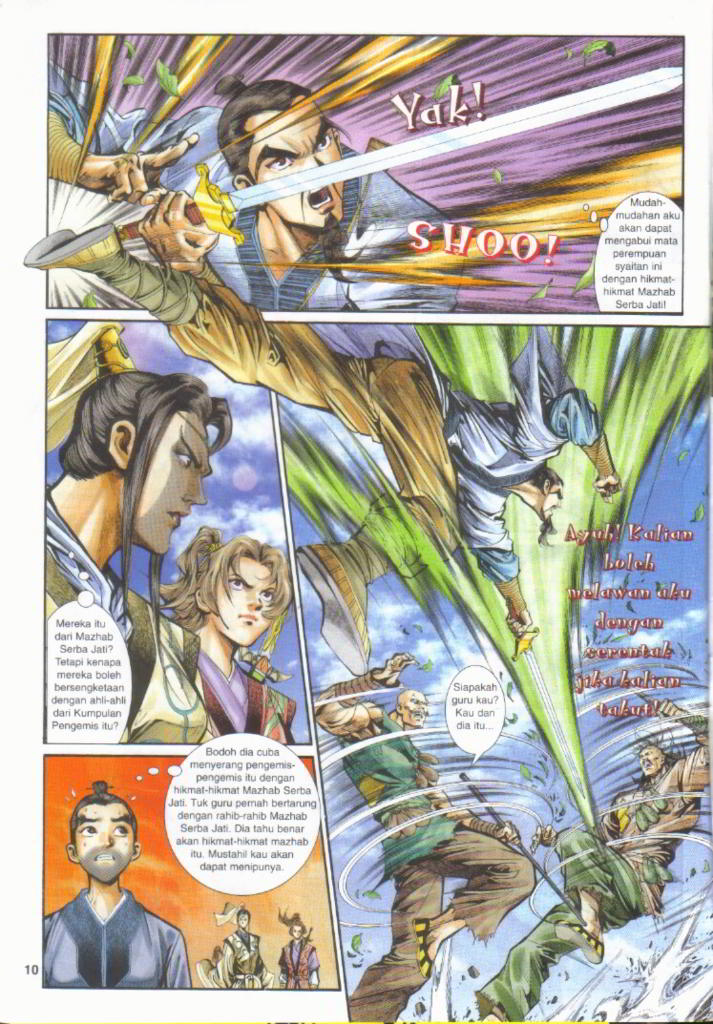 Yak!
SHOO!
Mudah-
mudahan aku
akan dapat
mengabui mata
perempuan
syaitan ini
dengan hikmat-
hikmat Mazhab
Serba Jati!
Mereka itu
dari Mazhab
Serba Jati?
Tetapi kenapa
mereka boleh
bersengketaan
dengan ahli-ahli
dari Kumpulan
Pengemis itu?
Ayuh! Kalian
boleh
melawan aku
dengan
serentak
jika kalian
takut!
Siapakah
guru kau?
Kau dan
dia itu...
Bodoh dia cuba
menyerang pengemis-
pengemis itu dengan
hikmat-hikmat Mazhab Serba
Jati. Tuk guru pernah bertarung
dengan rahib-rahib Mazhab
Serba Jati. Dia tahu benar
akan hikmat-hikmat mazhab
itu. Mustahil kau akan
dapat menipunya.
10